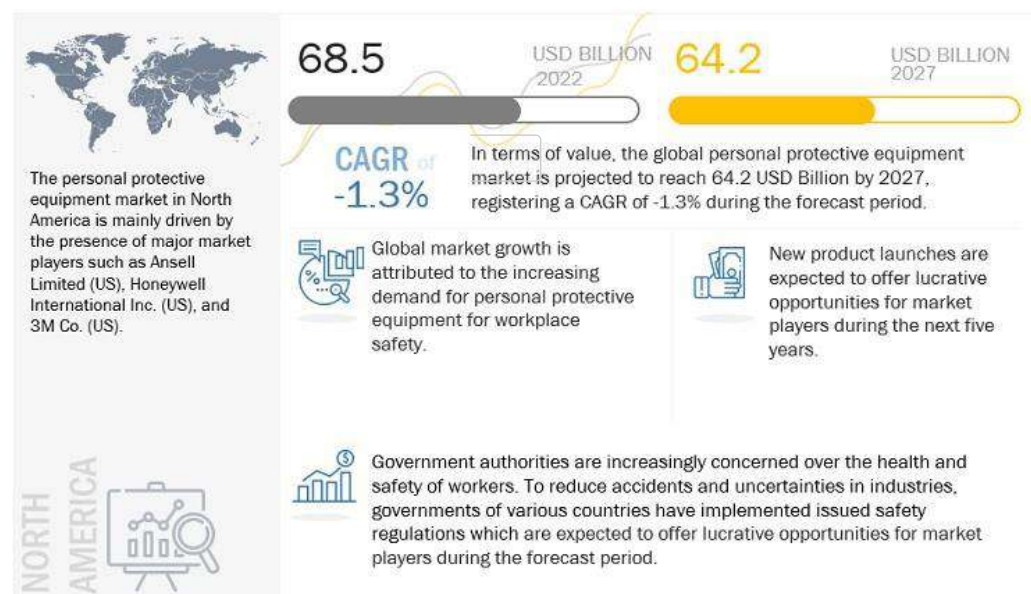 The personal protective
equipment market in North
America is mainly driven by
the presence of major market
players such as Ansell
Limited (US), Honeywell
International Inc. (US), and
3M Co. (US).
NORTH
AMERICA
68.5
USD BILLION
2022
64.2
USD BILLION
2027
CAGR of
-1.3%
In terms of value, the global personal protective equipment
market is projected to reach 64.2 USD Billion by 2027,
registering a CAGR of -1.3% during the forecast period.
Global market growth is
attributed to the increasing
demand for personal protective
equipment for workplace
safety.
New product launches are
expected to offer lucrative
opportunities for market
players during the next five
years.
Government authorities are increasingly concerned over the health and
safety of workers. To reduce accidents and uncertainties in industries,
governments of various countries have implemented issued safety
regulations which are expected to offer lucrative opportunities for market
players during the forecast period.